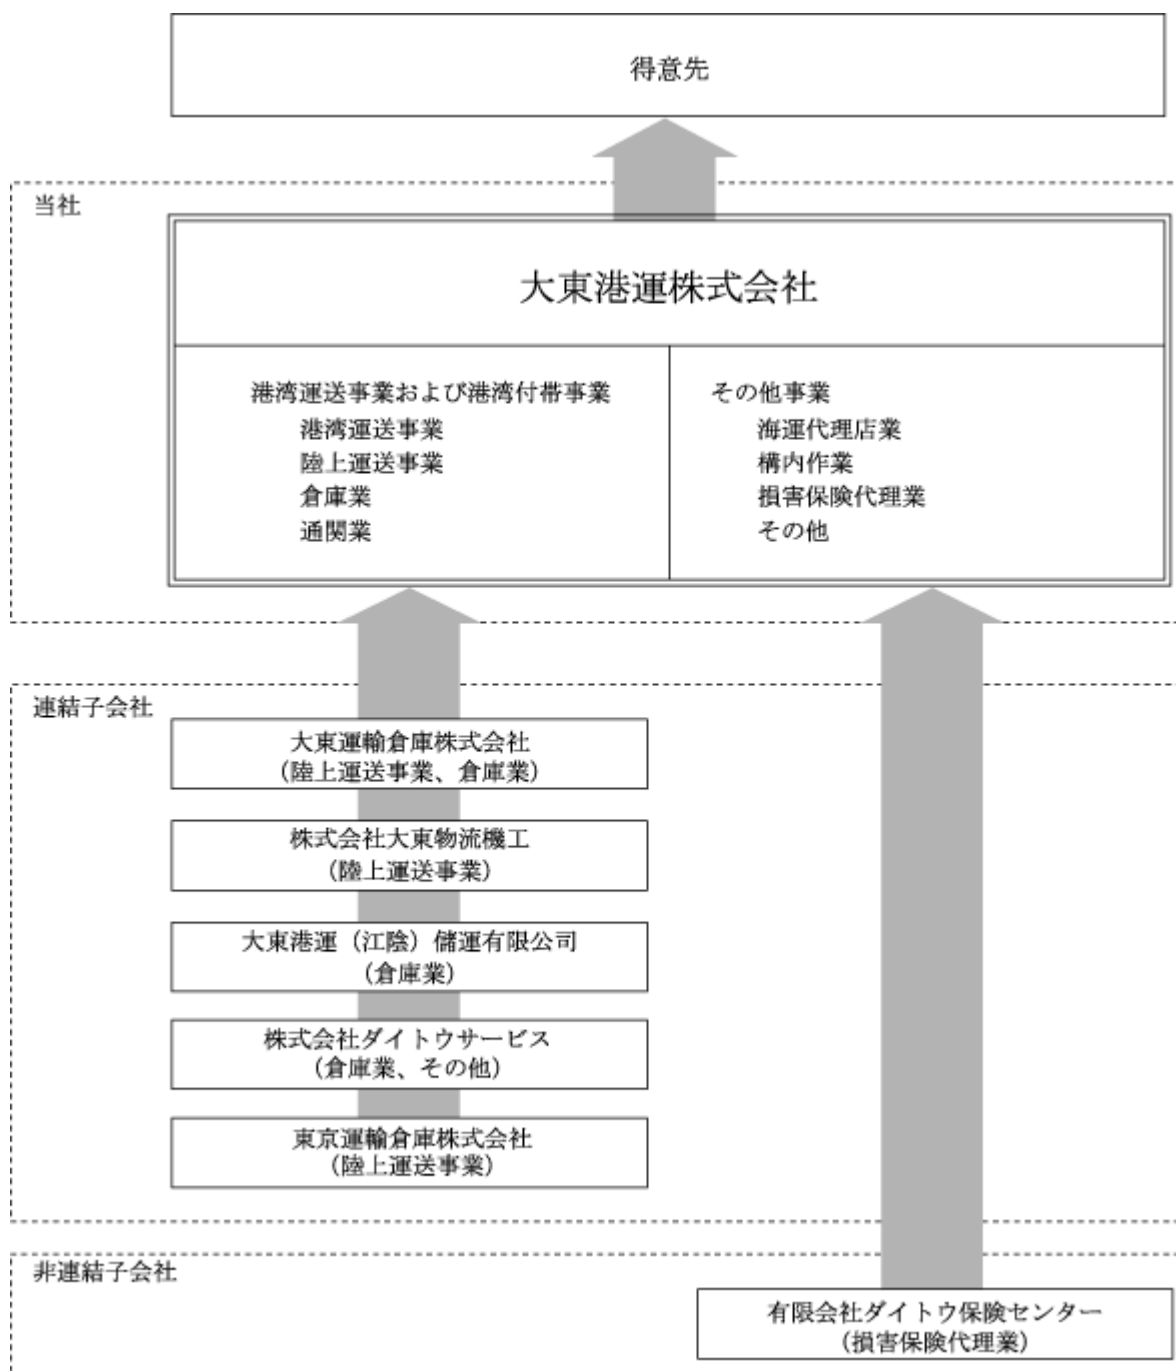 得意先
当社
大東港運株式会社
港湾運送事業および港湾付帯事業
港湾運送事業
陸上運送事業
倉庫業
通関業
その他事業
海運代理店業
構内作業
損害保険代理業
その他
連結子会社
大東運輸倉庫株式会社
（陸上運送事業、倉庫業）
株式会社大東物流機工
（陸上運送事業）
大東港運（江陰）儲運有限公司
（倉庫業）
株式会社ダイトウサービス
（倉庫業、その他）
東京運輸倉庫株式会社
（陸上運送事業）
非連結子会社
有限会社ダイトウ保険センター
（損害保険代理業）